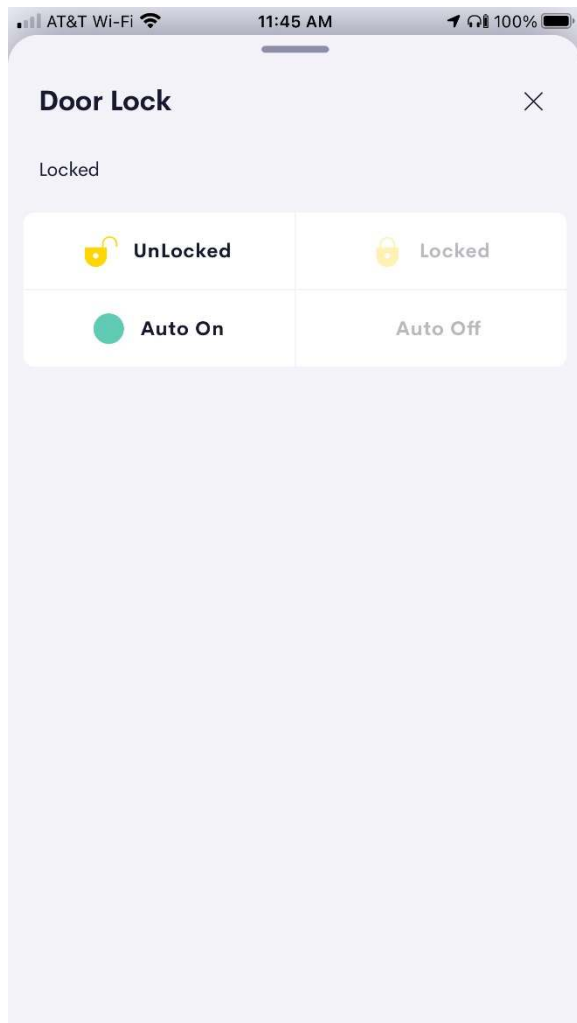 AT&T Wi-Fi 11:45 AM 100%
Door Lock
Locked
UnLocked Locked
Auto On Auto Off